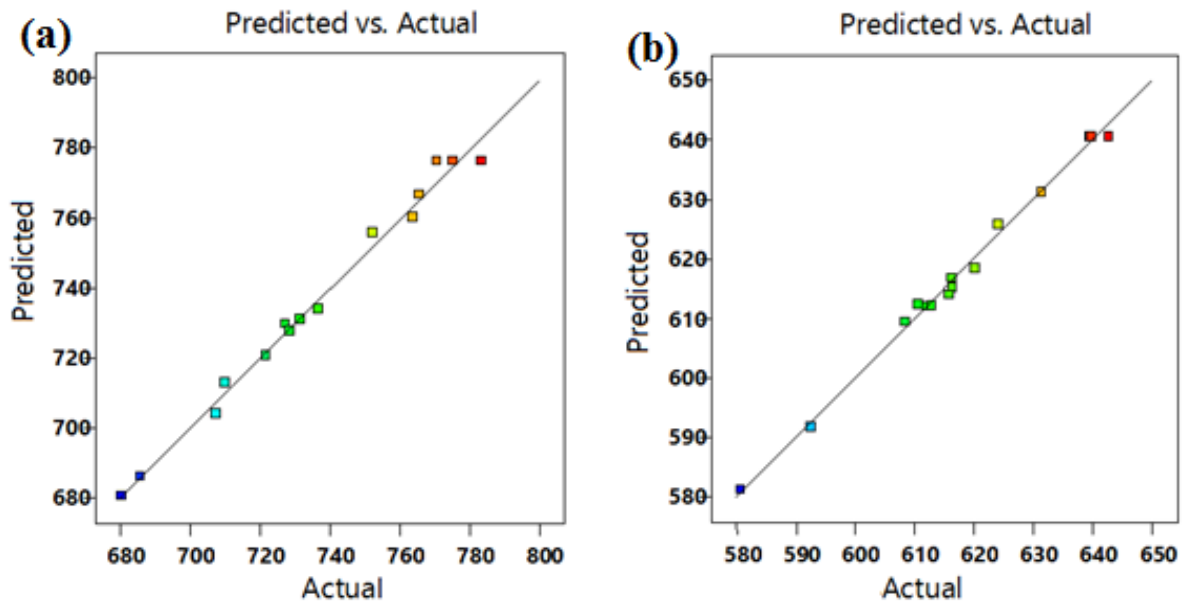 (a)
Predicted vs. Actual
800
780
760
740
720
700
680
Predicted
680 700 720 740 760 780 800
Actual
(b)
Predicted vs. Actual
650
640
630
620
610
600
590
580
Predicted
580 590 600 610 620 630 640 650
Actual